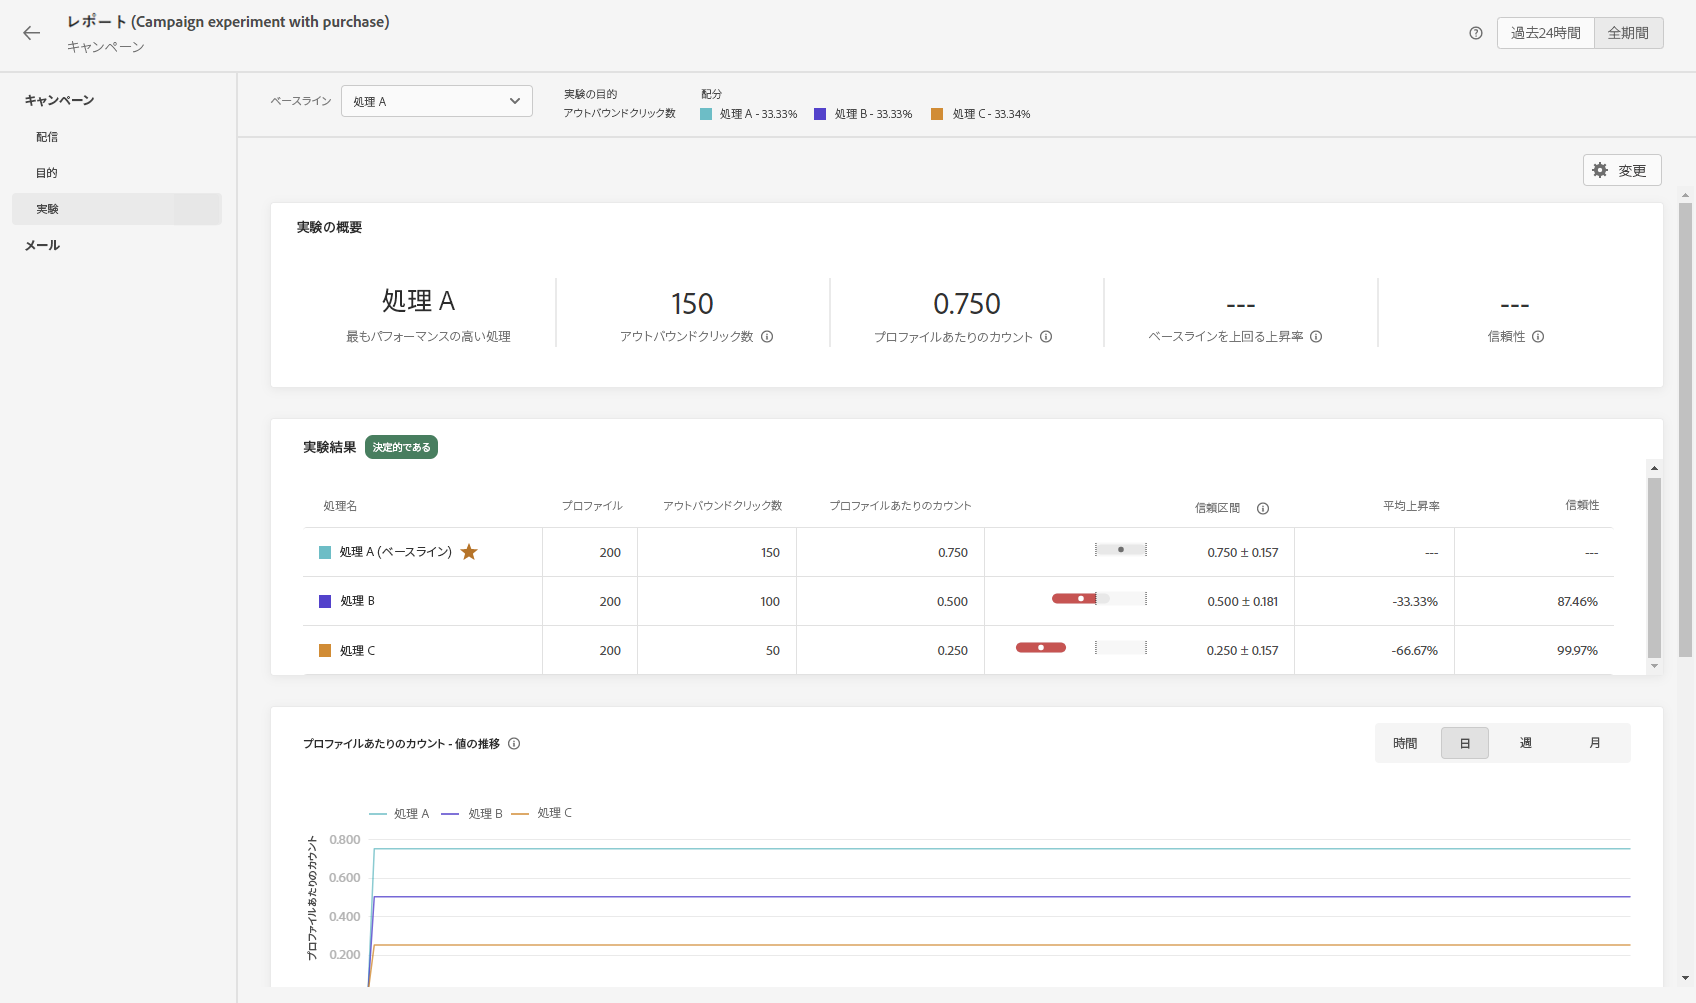 レポート (Campaign experiment with purchase)
キャンペーン
過去24時間
全期間
キャンペーン
配信
目的
実験
メール
ベースライン
処理 A
実験の目的
アウトバウンドクリック数
配分
処理 A - 33.33%
処理 B - 33.33%
処理 C - 33.34%
変更
実験の概要
処理 A
最もパフォーマンスの高い処理
150
アウトバウンドクリック数
0.750
プロファイルあたりのカウント
---
ベースラインを上回る上昇率
---
信頼性
実験結果 決定的である
処理名 プロファイル アウトバウンドクリック数 プロファイルあたりのカウント 信頼区間 平均上昇率 信頼性
処理 A (ベースライン) 200 150 0.750 0.750 ± 0.157 --- ---
処理 B 200 100 0.500 0.500 ± 0.181 -33.33% 87.46%
処理 C 200 50 0.250 0.250 ± 0.157 -66.67% 99.97%
プロファイルあたりのカウント - 値の推移
時間 日 週 月
処理 A 処理 B 処理 C
プロファイルあたりのカウント
0.800
0.600
0.400
0.200